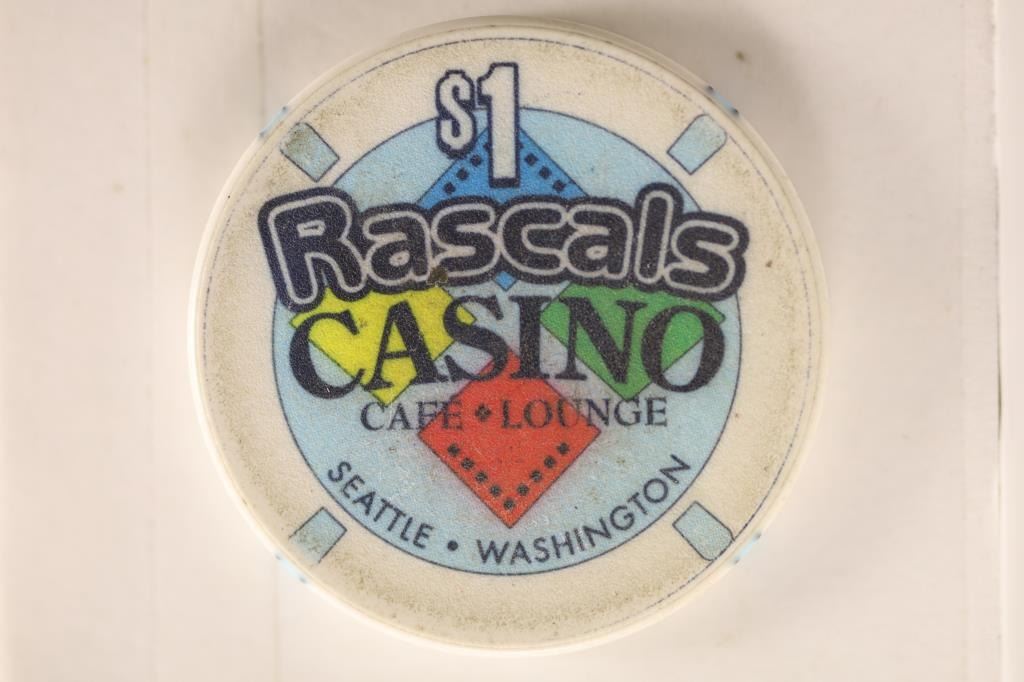 $1
Rascals
CASINO
CAFE • LOUNGE
SEATTLE • WASHINGTON